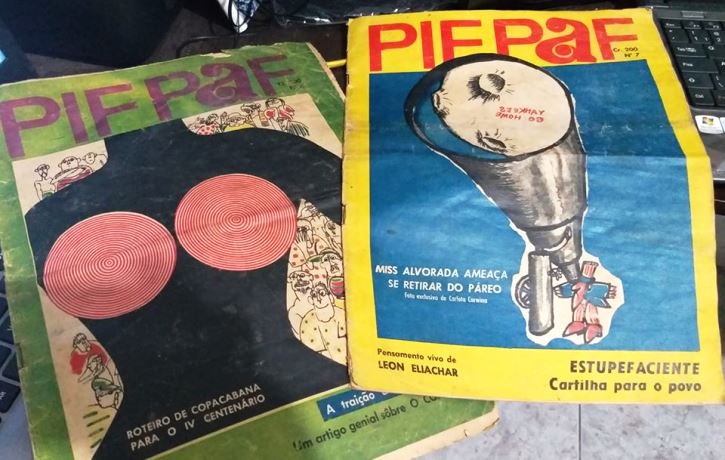 PIF PaF
ROTEIRO DE COPACABANA
PARA O IV CENTENÁRIO
A traição
Um artigo genial sôbre O
PIF PaF
Cr. 200
Nº 7
GO HOME
YANKEES
MISS ALVORADA AMEAÇA
SE RETIRAR DO PÁREO
Foto exclusiva de Carlota Corwina
Pensamento vivo de
LEON ELIACHAR
ESTUPEFACIENTE
Cartilha para o povo